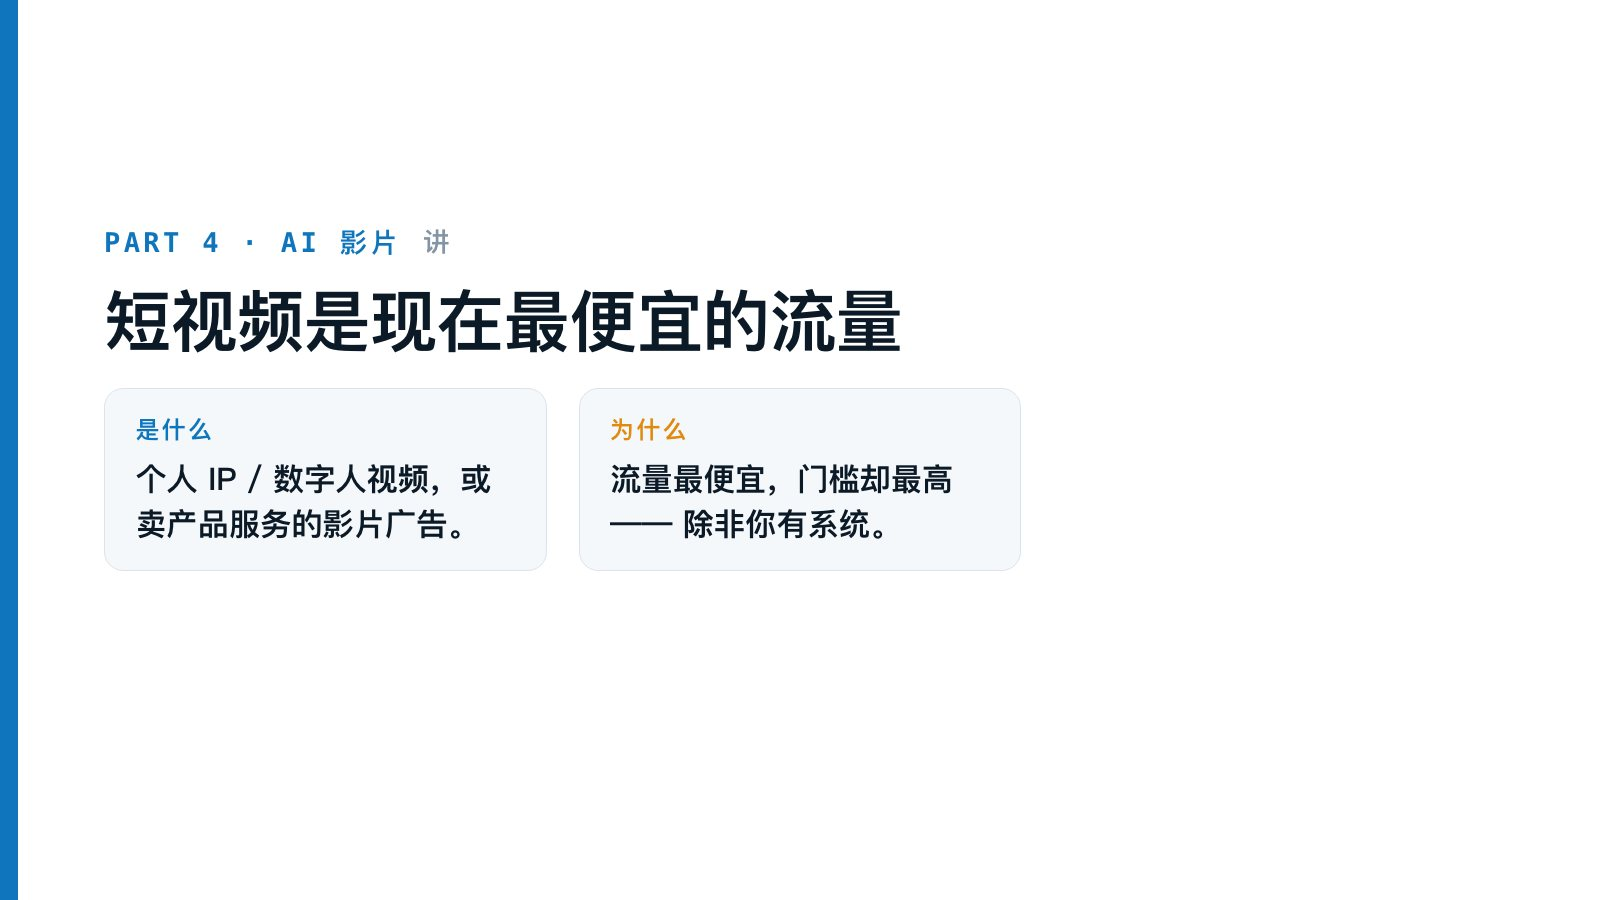 PART 4 · AI 影片 讲
短视频是现在最便宜的流量
是什么
个人 IP / 数字人视频，或
卖产品服务的影片广告。
为什么
流量最便宜，门槛却最高
—— 除非你有系统。